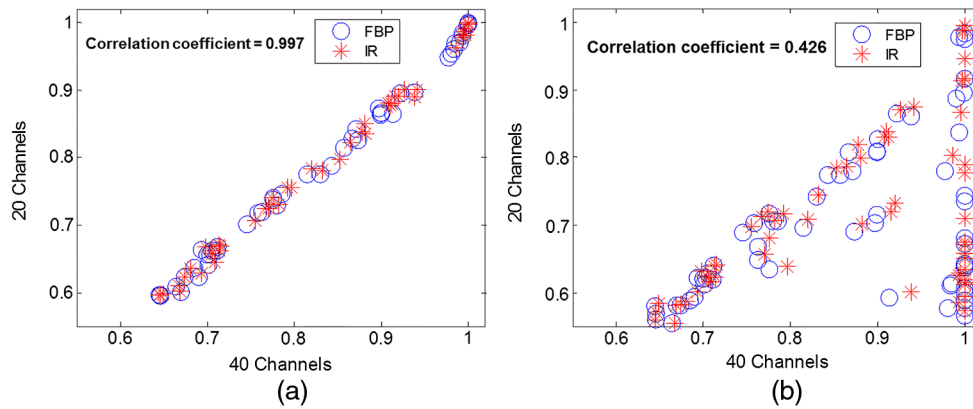 1
0.9
0.8
0.7
0.6
20 Channels
Correlation coefficient = 0.997
FBP
IR
0.6 0.7 0.8 0.9 1
40 Channels
(a)
1
0.9
0.8
0.7
0.6
20 Channels
Correlation coefficient = 0.426
FBP
IR
0.6 0.7 0.8 0.9 1
40 Channels
(b)